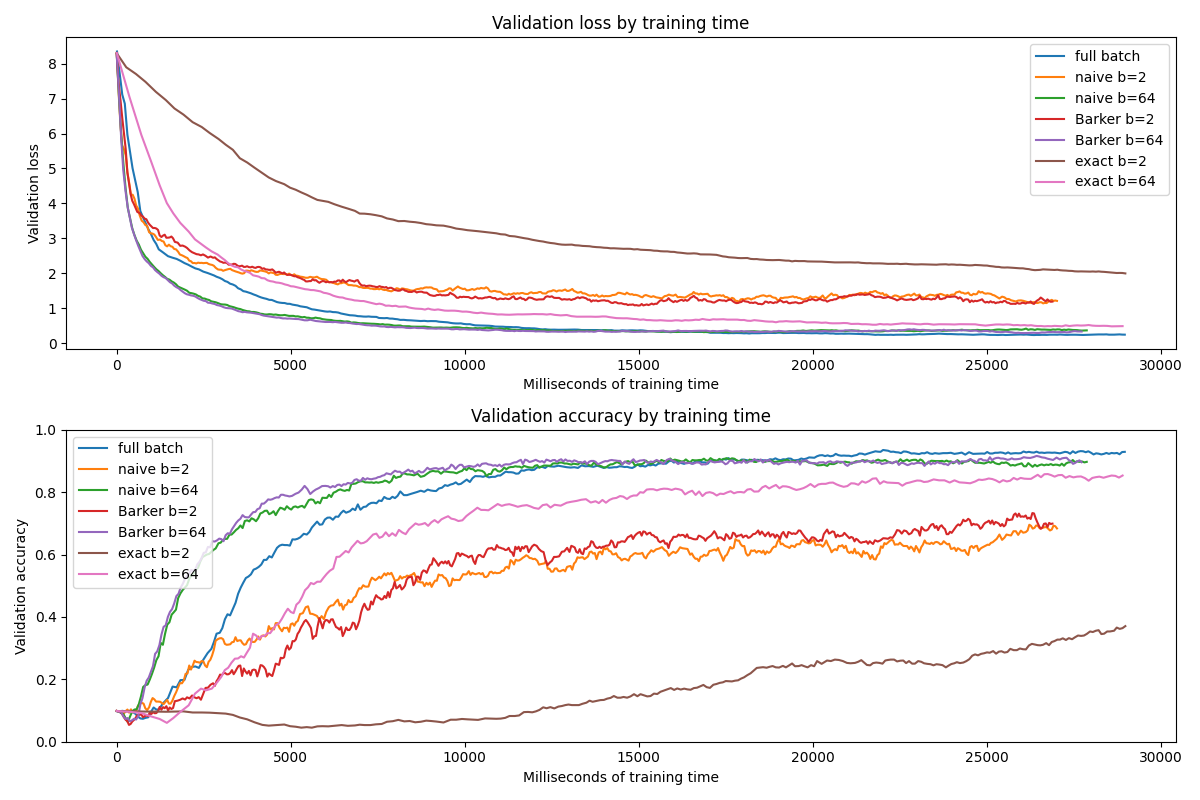 Validation loss by training time
Validation loss
8
7
6
5
4
3
2
1
0
full batch
naive b=2
naive b=64
Barker b=2
Barker b=64
exact b=2
exact b=64
0 5000 10000 15000 20000 25000 30000
Milliseconds of training time
Validation accuracy by training time
Validation accuracy
1.0
0.8
0.6
0.4
0.2
0.0
full batch
naive b=2
naive b=64
Barker b=2
Barker b=64
exact b=2
exact b=64
0 5000 10000 15000 20000 25000 30000
Milliseconds of training time